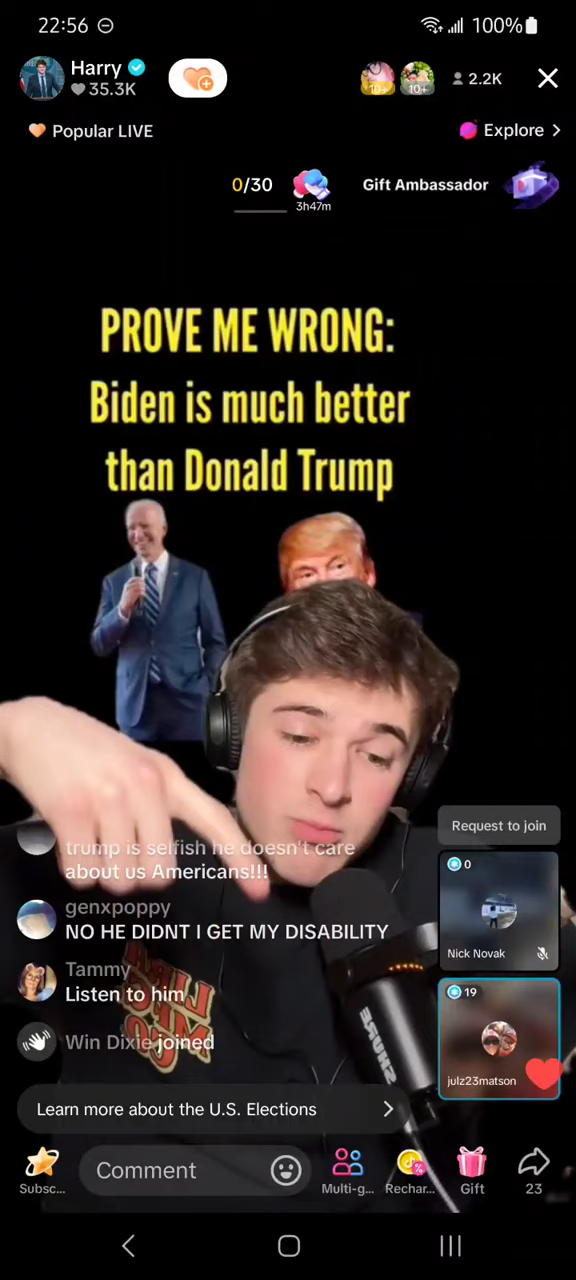 22:56
100%
Harry
35.3K
10+
10+
2.2K
Popular LIVE
Explore >
0/30
3h47m
Gift Ambassador
PROVE ME WRONG:
Biden is much better
than Donald Trump
Request to join
trump is selfish he doesn't care
about us Americans!!!
0
Nick Novak
genxpoppy
NO HE DIDNT I GET MY DISABILITY
Tammy
Listen to him
19
julz23matson
Win Dixie joined
SHURE
Learn more about the U.S. Elections
Subsc...
Comment
Multi-g...
Rechar...
Gift
23